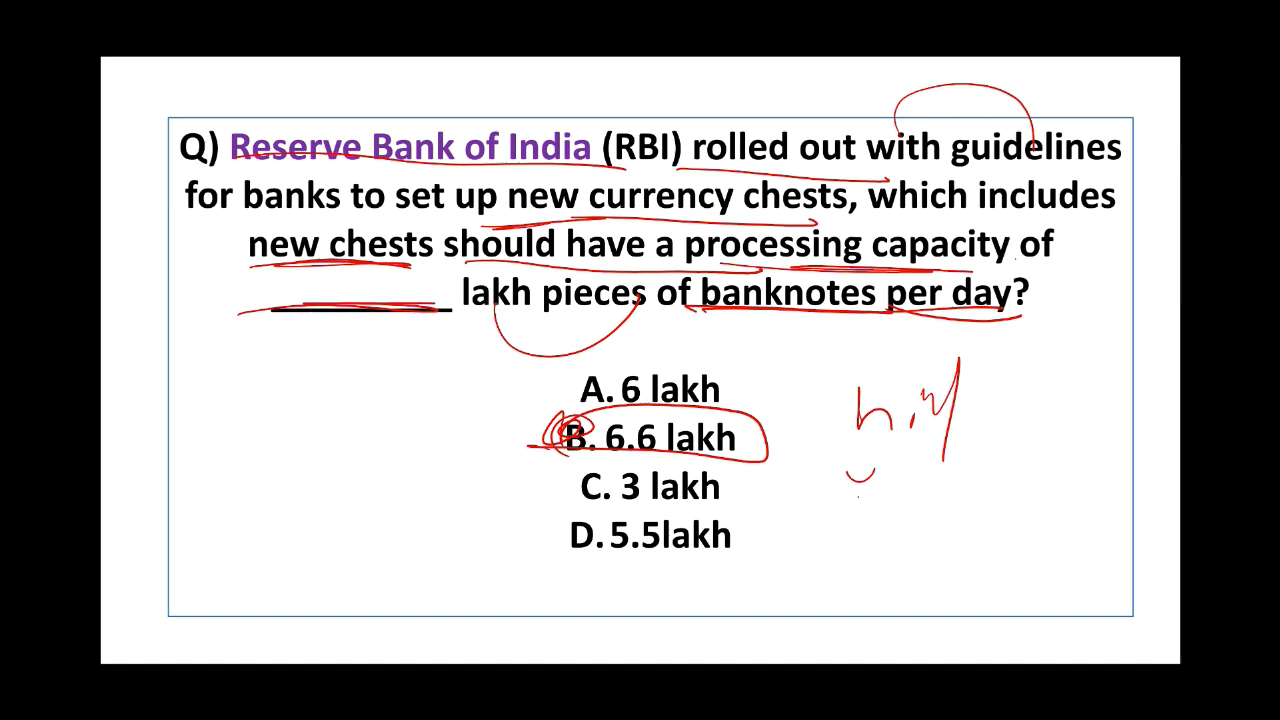 Q) Reserve Bank of India (RBI) rolled out with guidelines
for banks to set up new currency chests, which includes
new chests should have a processing capacity of
__________ lakh pieces of banknotes per day?
A. 6 lakh
B. 6.6 lakh
C. 3 lakh
D. 5.5lakh